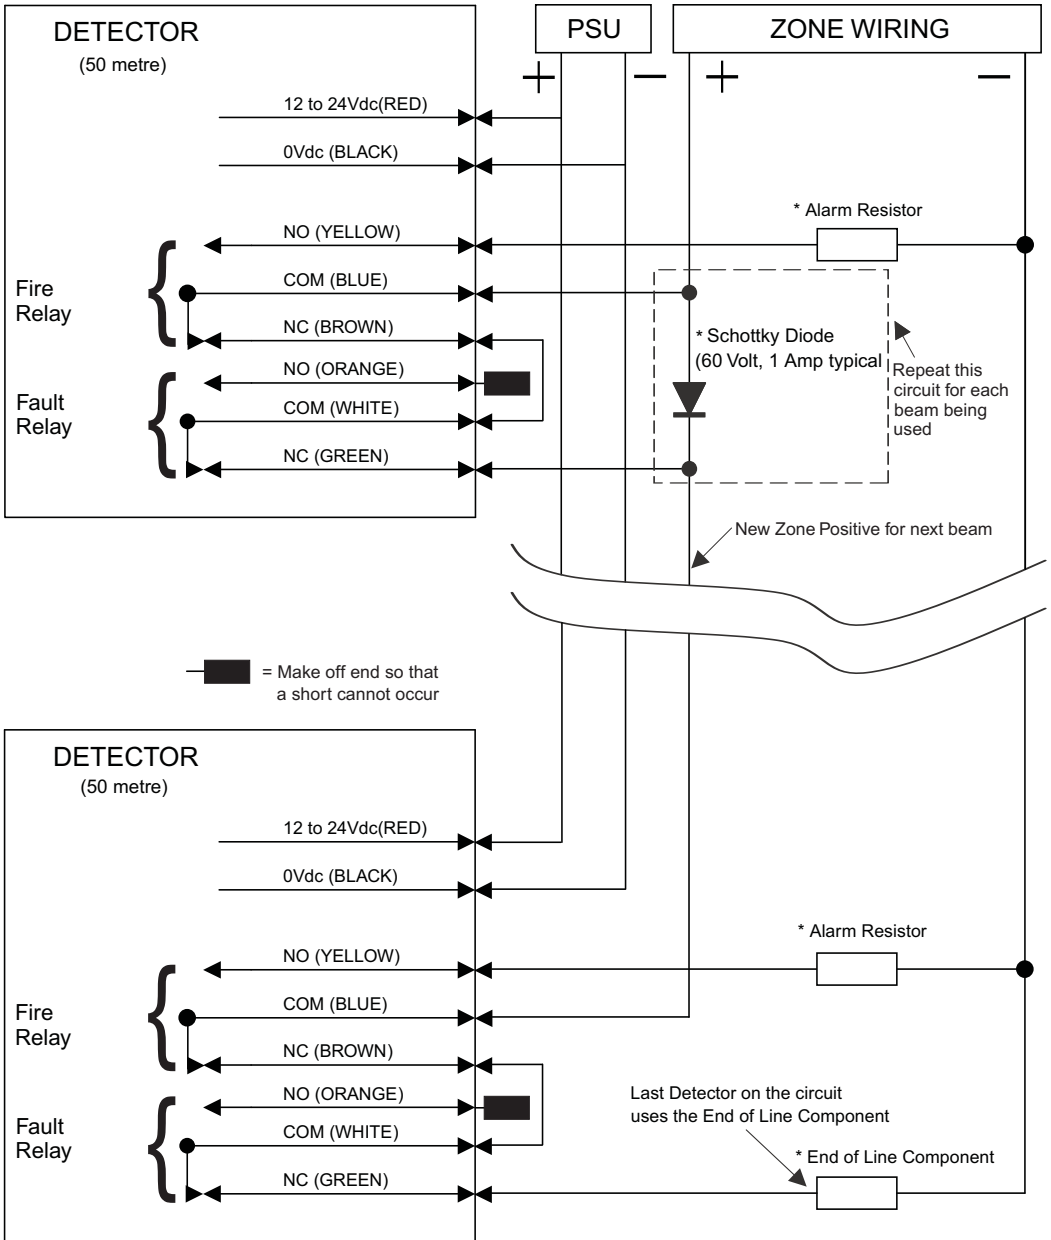 DETECTOR
(50 metre)
PSU
ZONE WIRING
+
—
+
—
12 to 24Vdc(RED)
0Vdc (BLACK)
* Alarm Resistor
NO (YELLOW)
Fire
Relay
COM (BLUE)
NC (BROWN)
* Schottky Diode
(60 Volt, 1 Amp typical
Repeat this
circuit for each
beam being
used
NO (ORANGE)
Fault
Relay
COM (WHITE)
NC (GREEN)
New Zone Positive for next beam
= Make off end so that
a short cannot occur
DETECTOR
(50 metre)
12 to 24Vdc(RED)
0Vdc (BLACK)
* Alarm Resistor
NO (YELLOW)
Fire
Relay
COM (BLUE)
NC (BROWN)
NO (ORANGE)
Fault
Relay
COM (WHITE)
NC (GREEN)
Last Detector on the circuit
uses the End of Line Component
* End of Line Component